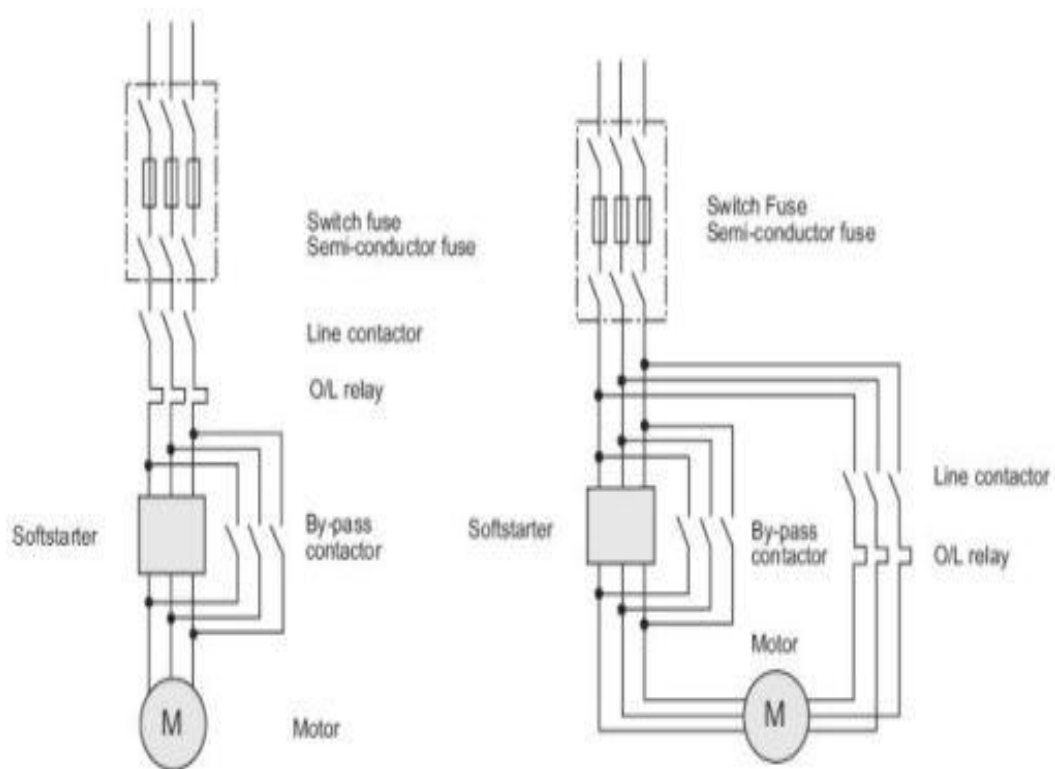 Switch fuse
Semi-conductor fuse
Line contactor
O/L relay
Softstarter
By-pass
contactor
M
Motor
Switch Fuse
Semi-conductor fuse
Line contactor
Softstarter
By-pass
contactor
O/L relay
Motor
M